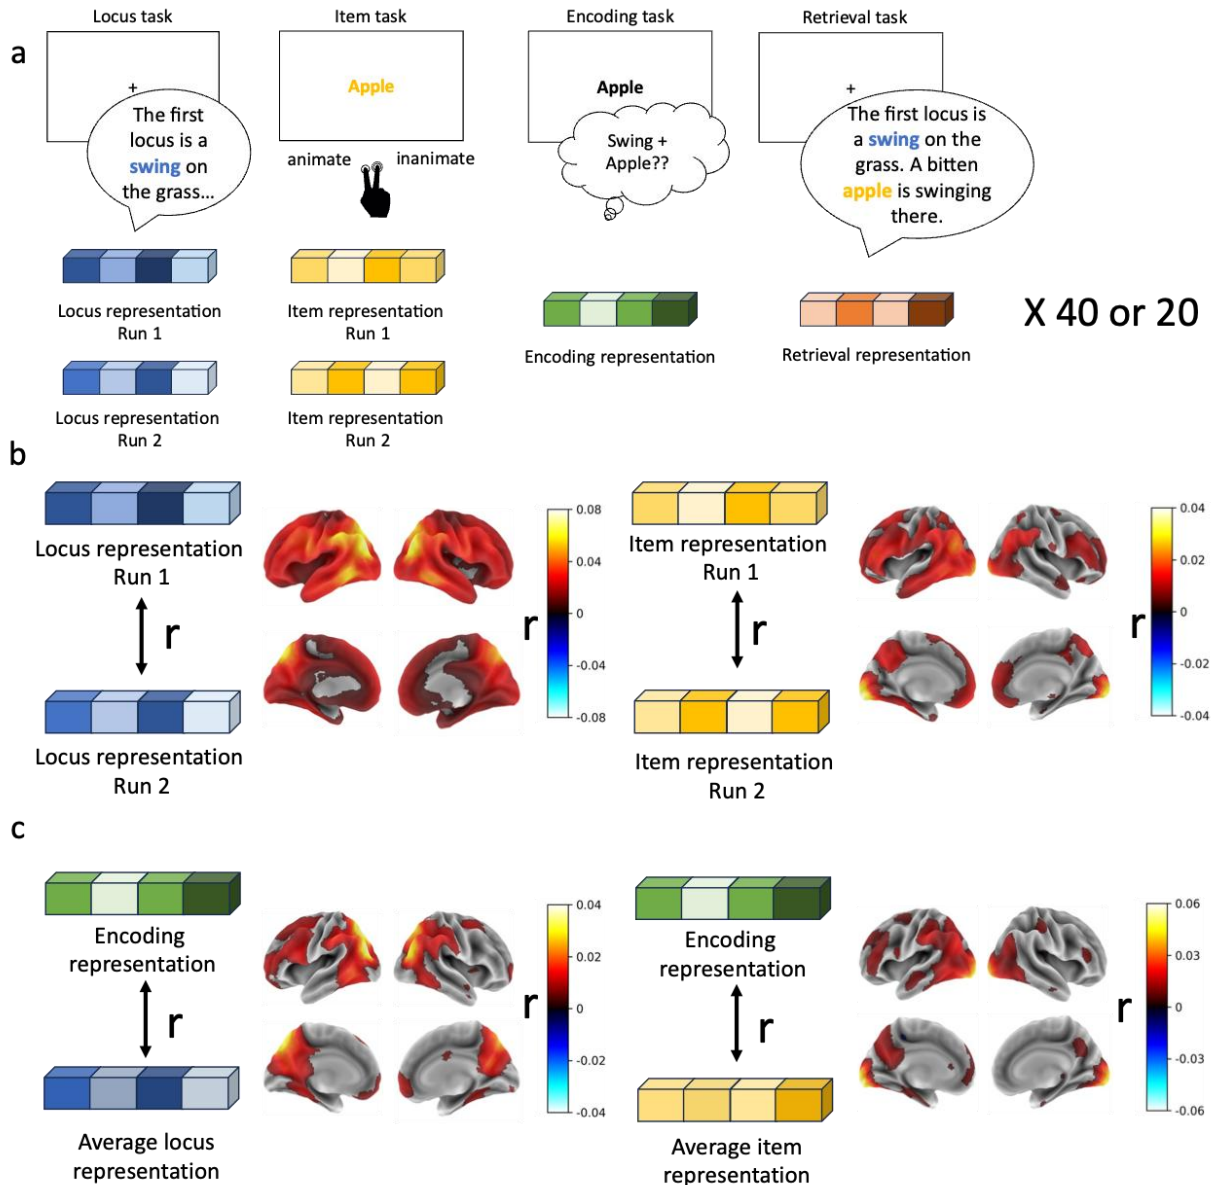 Locus task
Item task
Encoding task
Retrieval task
a
+
The first
locus is a
swing on
the grass...
Apple
animate
inanimate
Apple
Swing +
Apple??
+
The first locus is
a swing on the
grass. A bitten
apple is swinging
there.
Locus representation
Run 1
Item representation
Run 1
Encoding representation
Retrieval representation
X 40 or 20
Locus representation
Run 2
Item representation
Run 2
b
Locus representation
Run 1
r
Locus representation
Run 2
0.08
0.04
0
-0.04
-0.08
r
Item representation
Run 1
r
Item representation
Run 2
0.04
0.02
0
-0.02
-0.04
r
c
Encoding
representation
r
Average locus
representation
0.04
0.02
0
-0.02
-0.04
r
Encoding
representation
r
Average item
representation
0.06
0.03
0
-0.03
-0.06
r